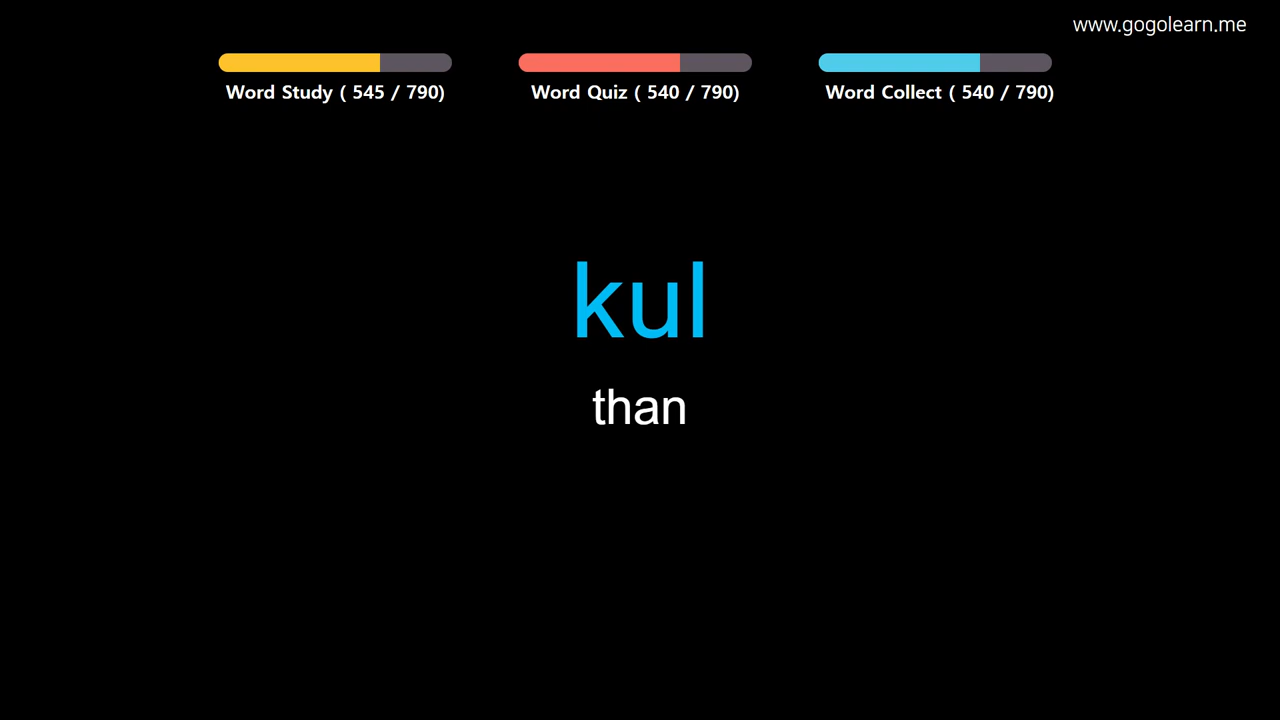 www.gogolearn.me
Word Study ( 545 / 790)
Word Quiz ( 540 / 790)
Word Collect ( 540 / 790)
kul
than